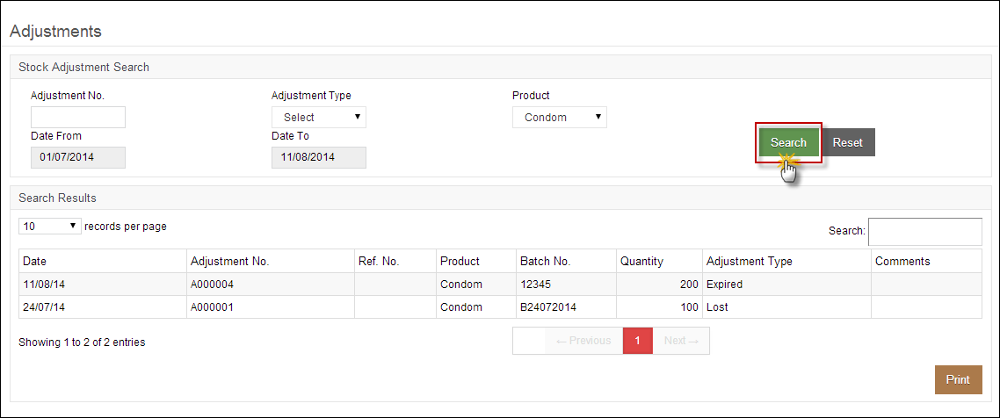 Adjustments
Stock Adjustment Search
Adjustment No. Adjustment Type Product
Select Condom
Date From Date To
01/07/2014 11/08/2014
Search Reset
Search Results
10 records per page Search:
Date Adjustment No. Ref. No. Product Batch No. Quantity Adjustment Type Comments
11/08/14 A000004 Condom 12345 200 Expired
24/07/14 A000001 Condom B24072014 100 Lost
Showing 1 to 2 of 2 entries ← Previous 1 Next →
Print